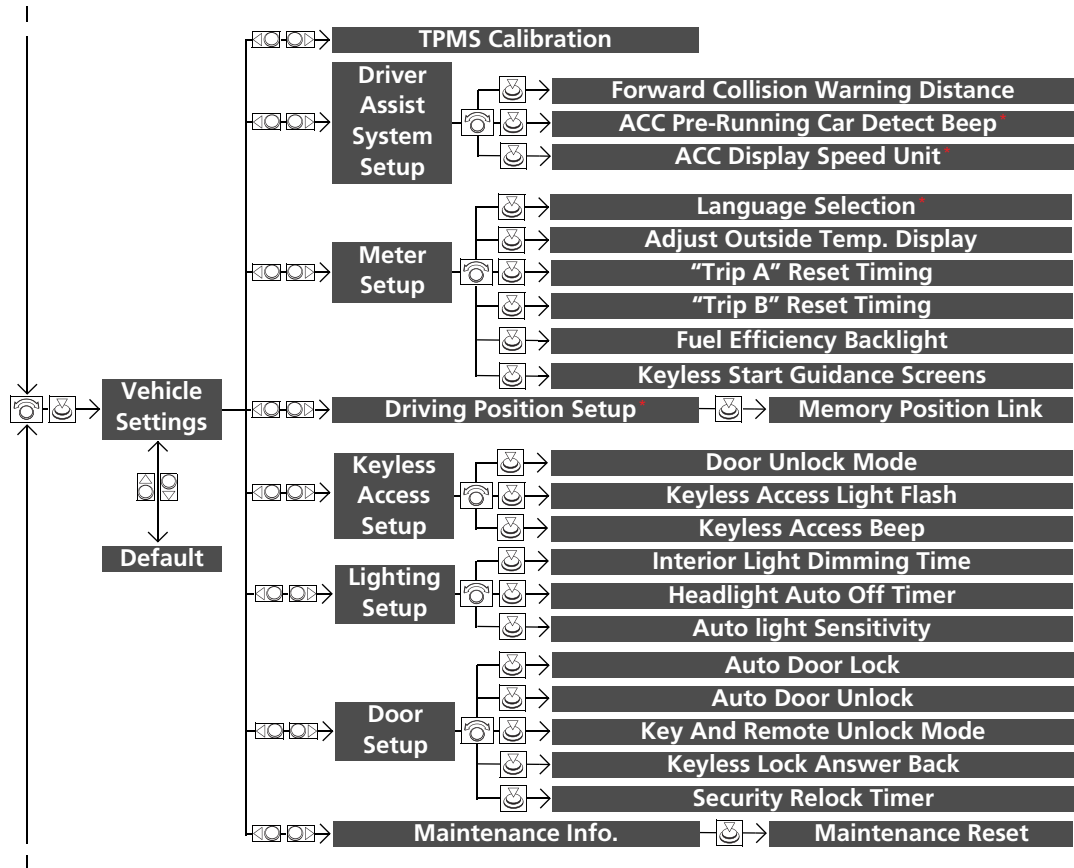 TPMS Calibration
Driver
Assist
System
Setup
Forward Collision Warning Distance
ACC Pre-Running Car Detect Beep*
ACC Display Speed Unit*
Meter
Setup
Language Selection*
Adjust Outside Temp. Display
“Trip A” Reset Timing
“Trip B” Reset Timing
Fuel Efficiency Backlight
Keyless Start Guidance Screens
Vehicle
Settings
Default
Driving Position Setup*
Memory Position Link
Keyless
Access
Setup
Door Unlock Mode
Keyless Access Light Flash
Keyless Access Beep
Lighting
Setup
Interior Light Dimming Time
Headlight Auto Off Timer
Auto light Sensitivity
Door
Setup
Auto Door Lock
Auto Door Unlock
Key And Remote Unlock Mode
Keyless Lock Answer Back
Security Relock Timer
Maintenance Info.
Maintenance Reset